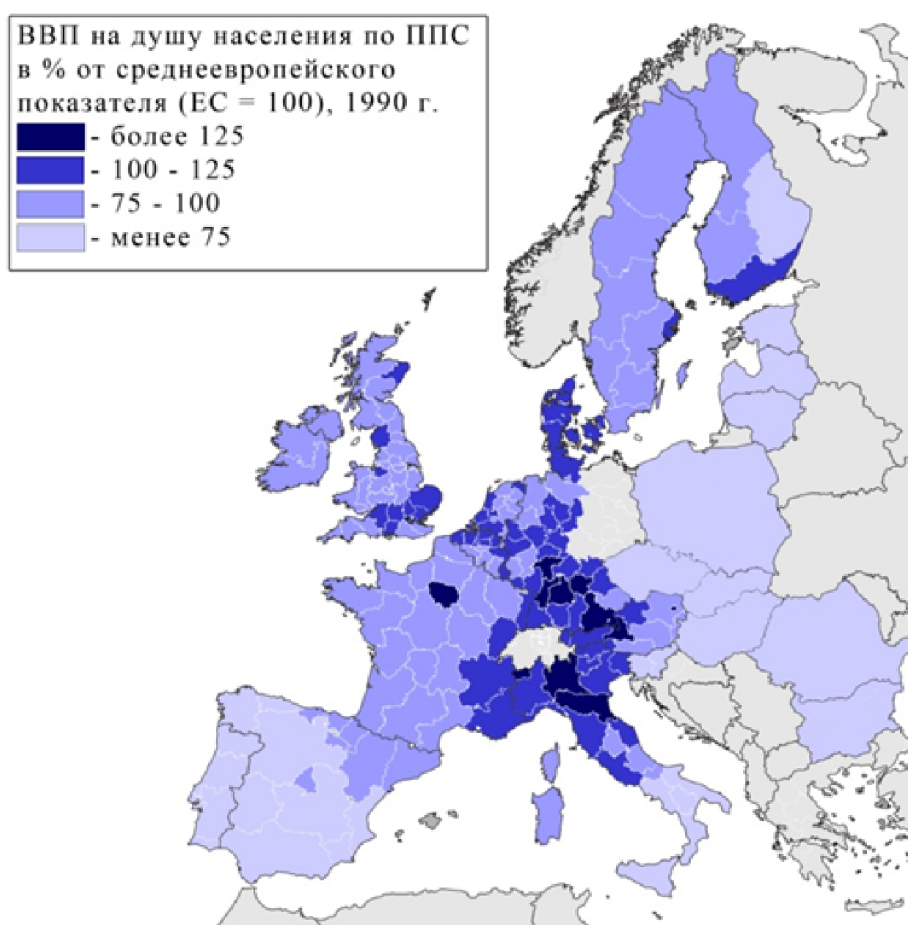 ВВП на душу населения по ППС
в % от среднеевропейского
показателя (ЕС = 100), 1990 г.
- более 125
- 100 - 125
- 75 - 100
- менее 75